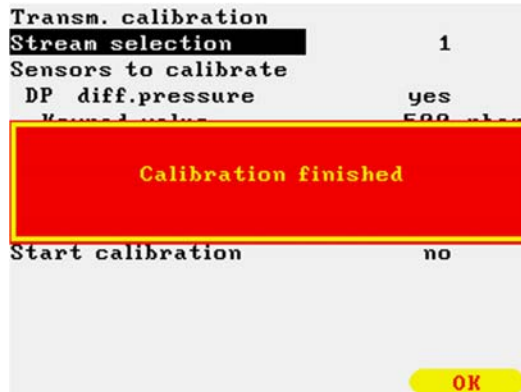 Transm. calibration
Stream selection 1
Sensors to calibrate
DP diff.pressure yes
Calibration finished
Start calibration no
OK